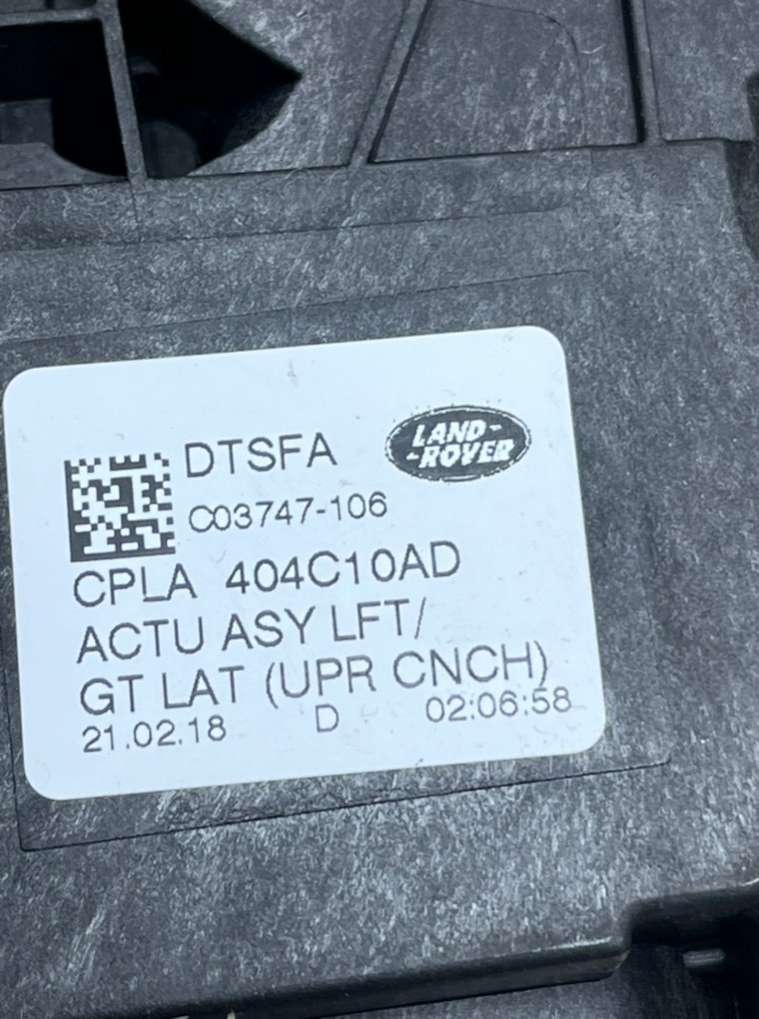 DTSFA
LAND-
-ROVER
C03747-106
CPLA 404C10AD
ACTU ASY LFT/
GT LAT (UPR CNCH)
21.02.18 D 02:06:58